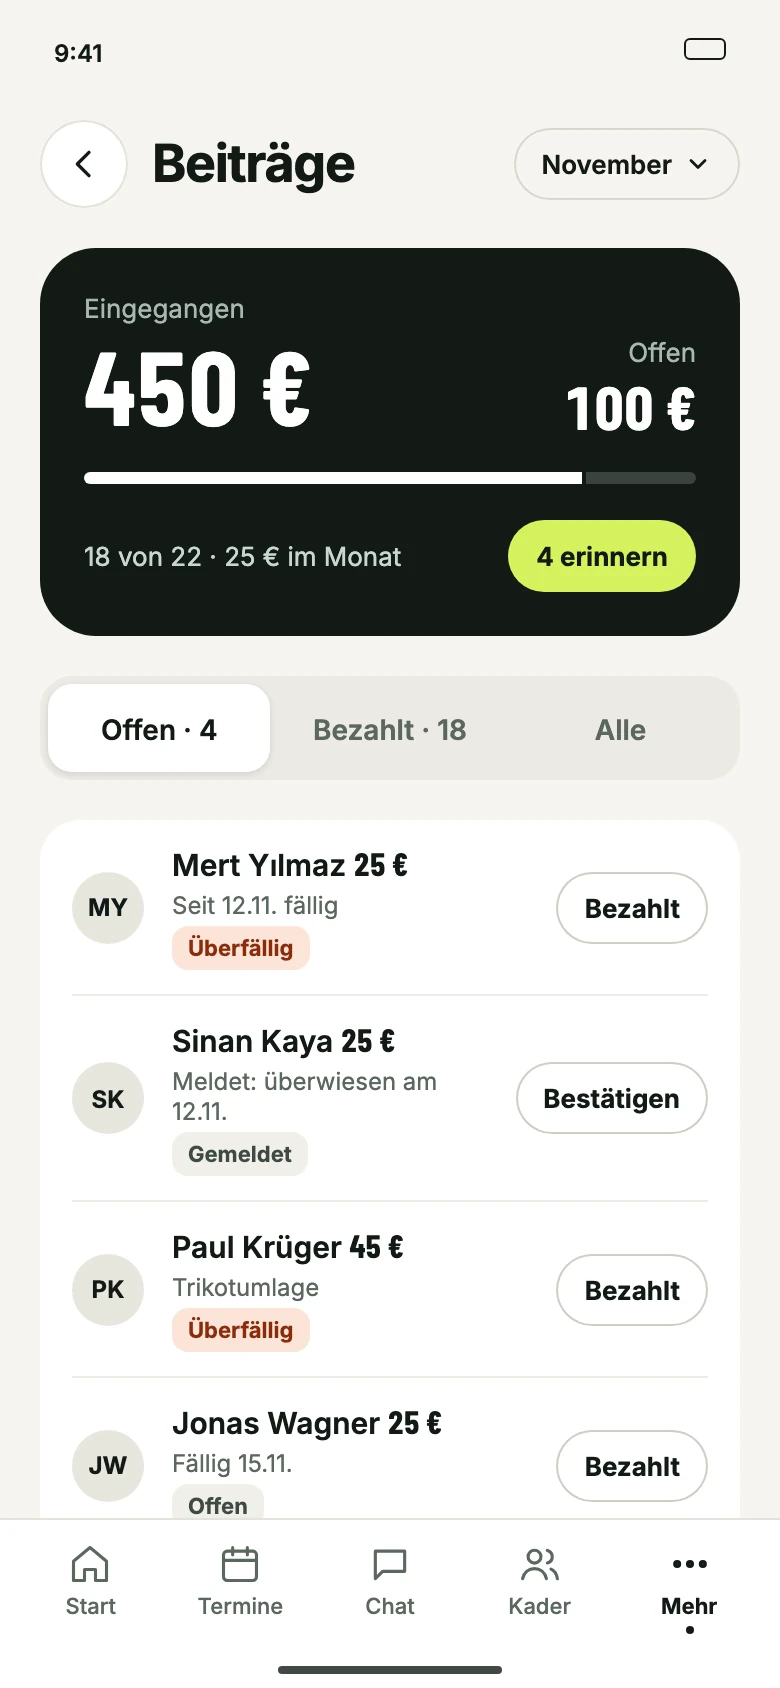 9:41
Beiträge
November
Eingegangen
450 €
Offen
100 €
18 von 22 · 25 € im Monat
4 erinnern
Offen · 4
Bezahlt · 18
Alle
MY
Mert Yılmaz 25 €
Seit 12.11. fällig
Überfällig
Bezahlt
SK
Sinan Kaya 25 €
Meldet: überwiesen am
12.11.
Gemeldet
Bestätigen
PK
Paul Krüger 45 €
Trikotumlage
Überfällig
Bezahlt
JW
Jonas Wagner 25 €
Fällig 15.11.
Offen
Bezahlt
Start
Termine
Chat
Kader
Mehr